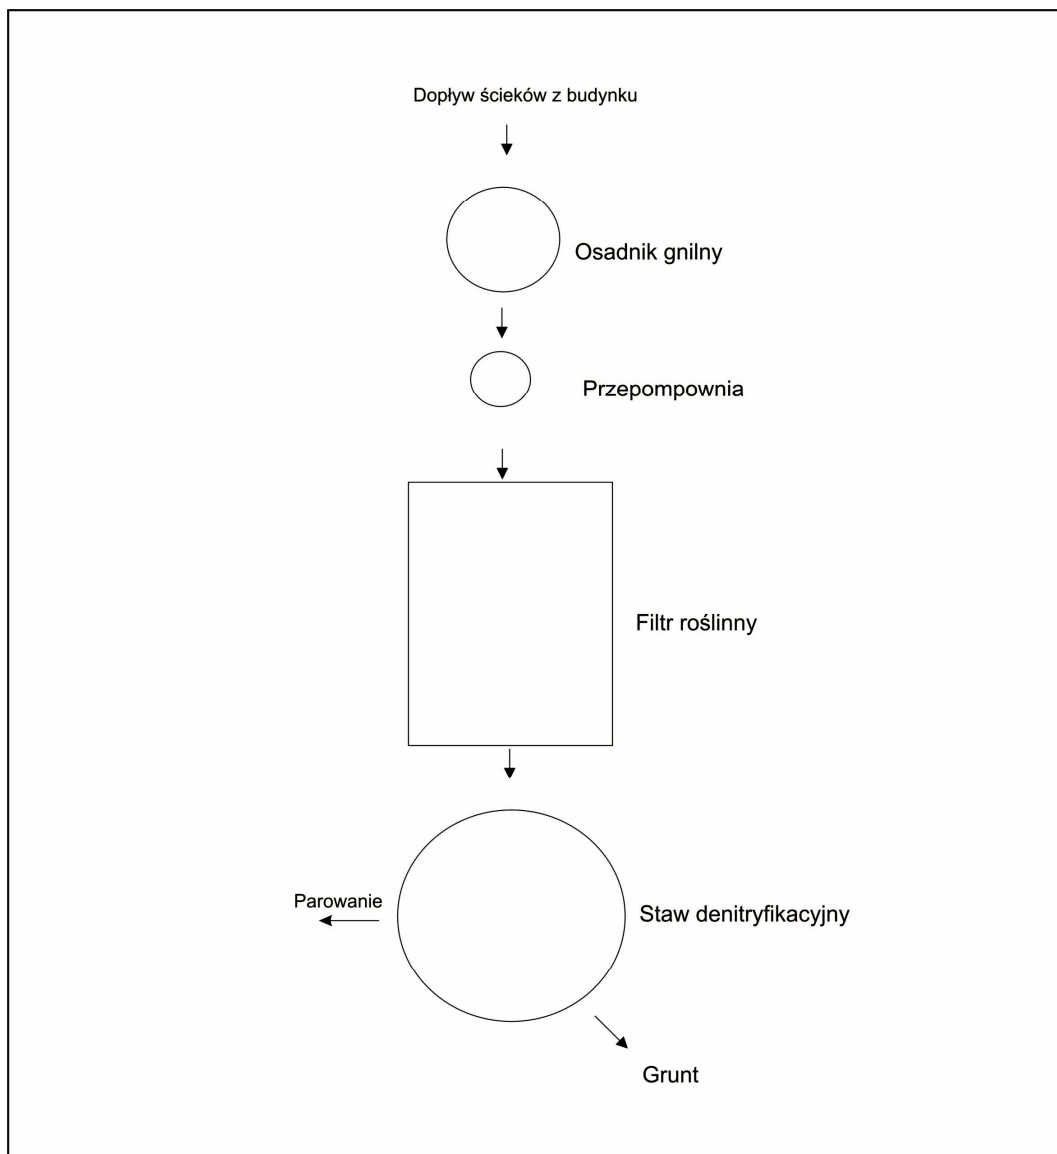 Dopływ ścieków z budynku
Osadnik gnilny
Przepompownia
Filtr roślinny
Parowanie
Staw denitryfikacyjny
Grunt